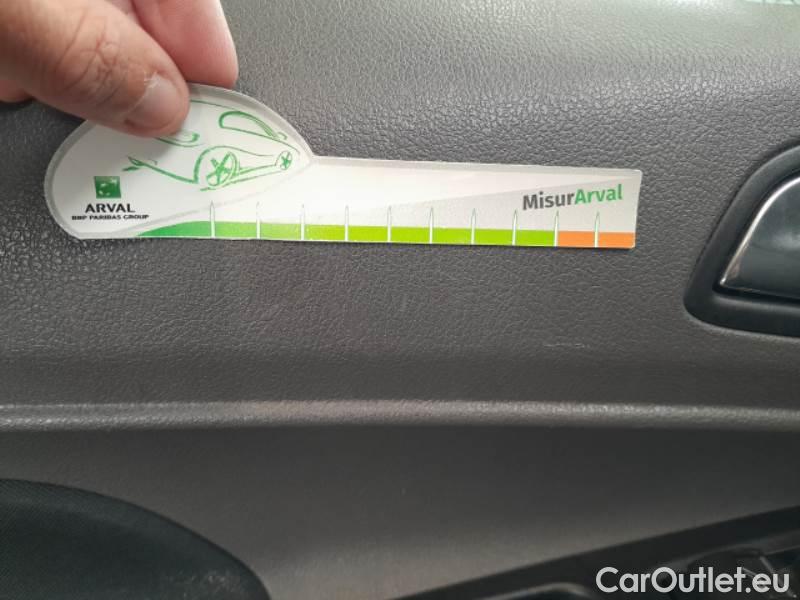 MisurArval
ARVAL
BNP PARIBAS GROUP
CarOutlet.eu